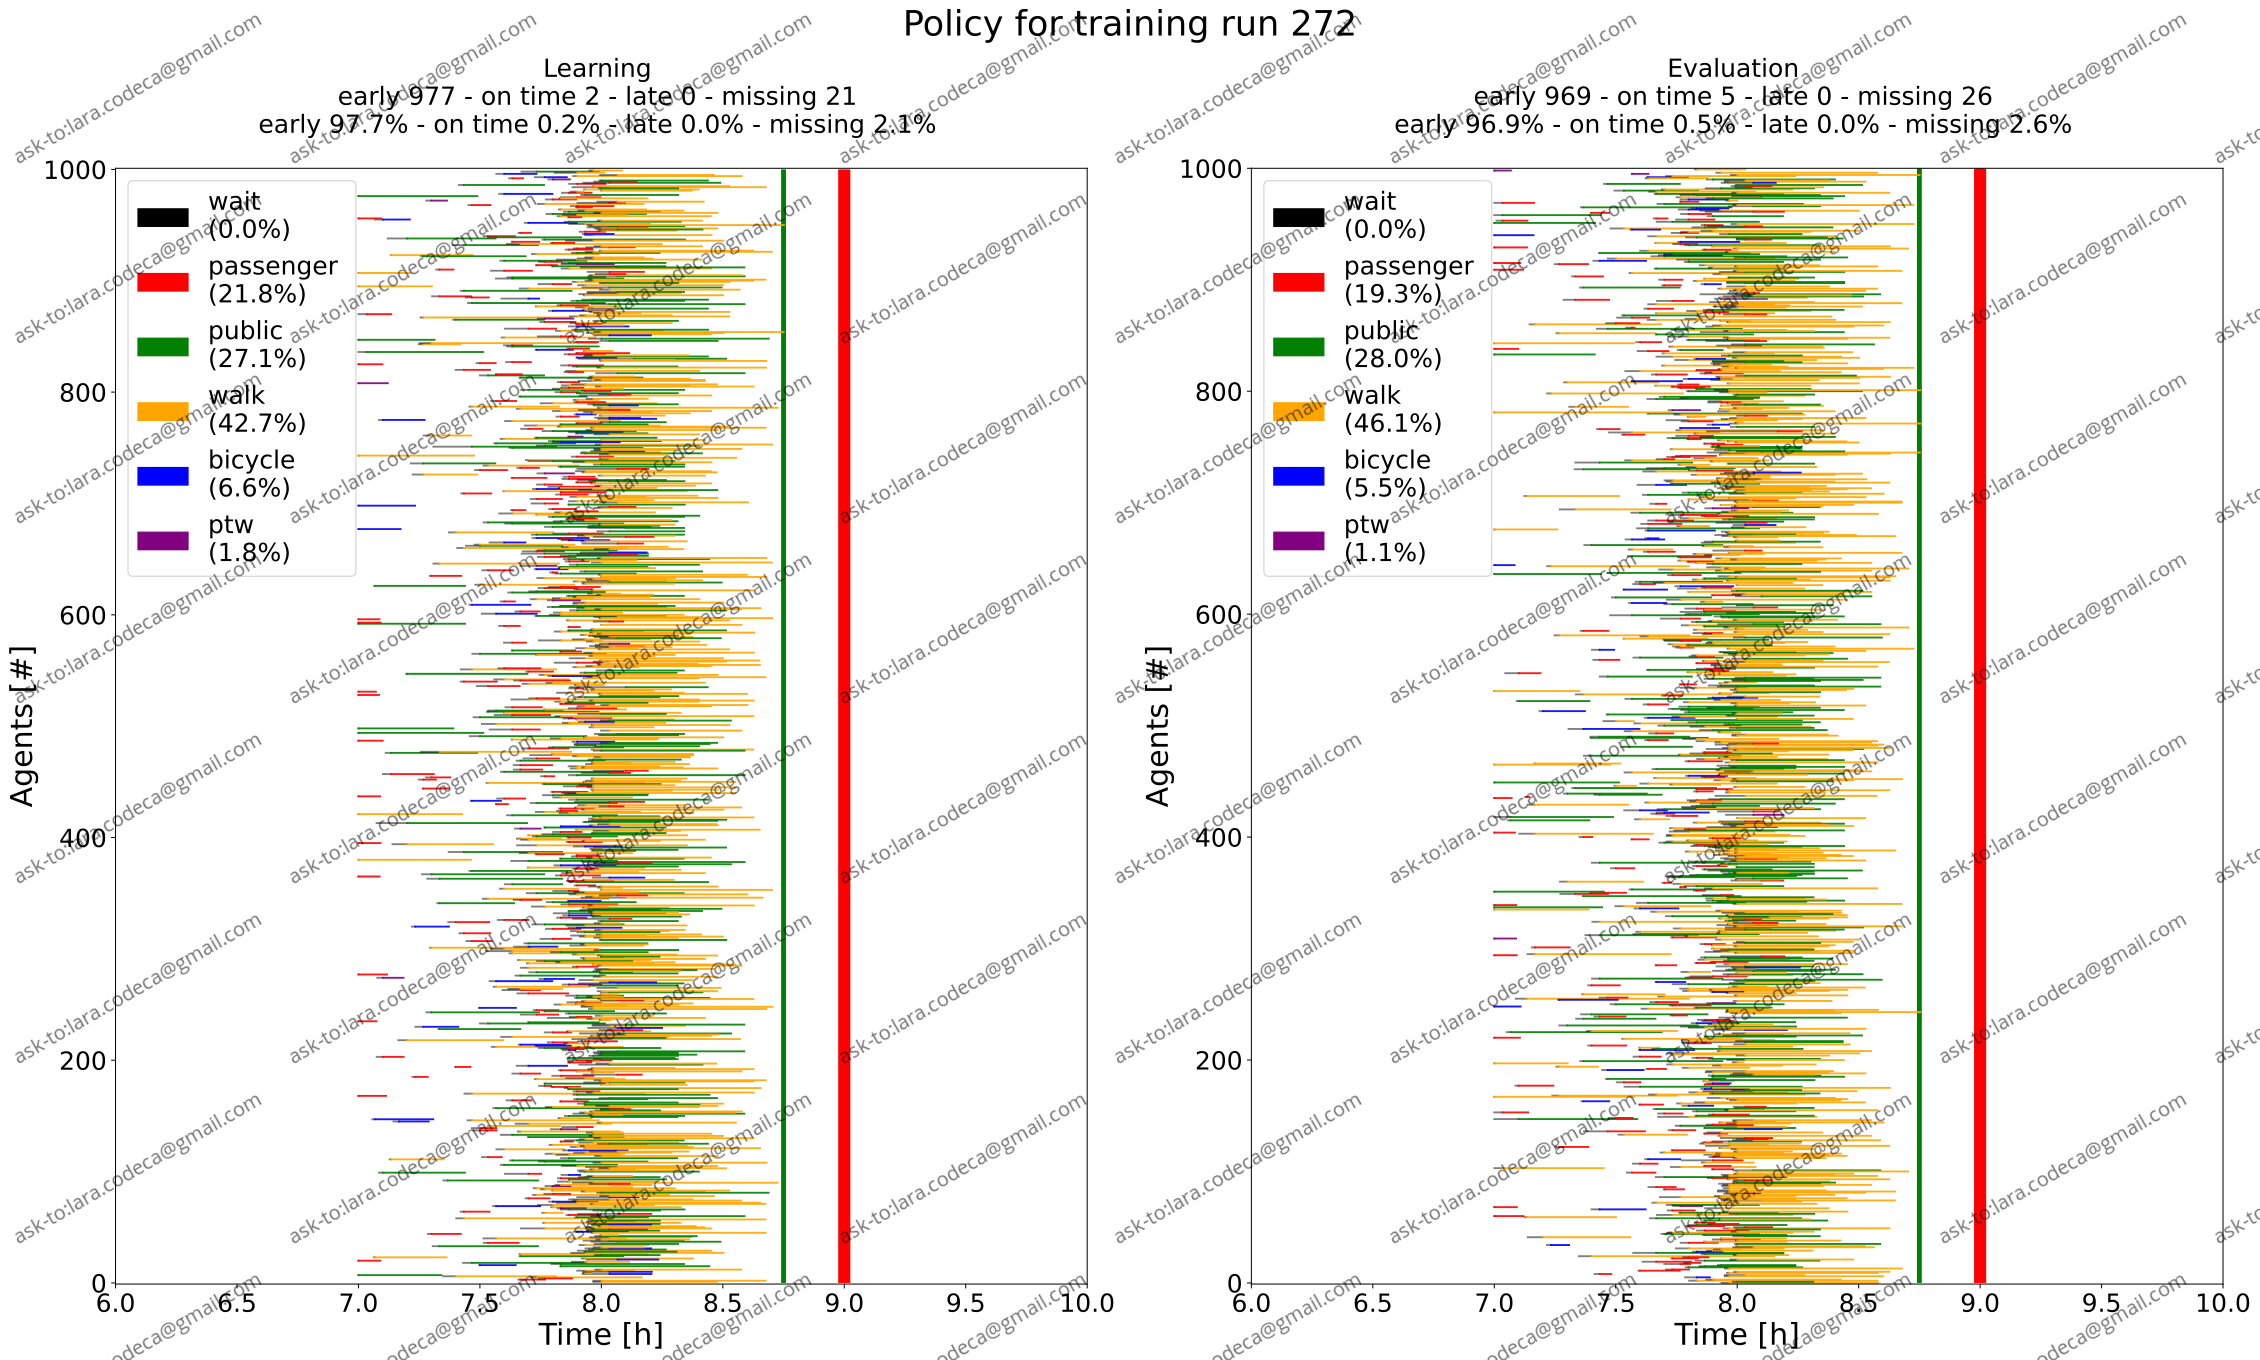 Policy for training run 272
Learning
early 977 - on time 2 - late 0 - missing 21
early 97.7% - on time 0.2% - late 0.0% - missing 2.1%
1000
800
600
400
200
0
Agents [#]
wait
(0.0%)
passenger
(21.8%)
public
(27.1%)
walk
(42.7%)
bicycle
(6.6%)
ptw
(1.8%)
6.0 6.5 7.0 7.5 8.0 8.5 9.0 9.5 10.0
Time [h]
Evaluation
early 969 - on time 5 - late 0 - missing 26
early 96.9% - on time 0.5% - late 0.0% - missing 2.6%
1000
800
600
400
200
0
Agents [#]
wait
(0.0%)
passenger
(19.3%)
public
(28.0%)
walk
(46.1%)
bicycle
(5.5%)
ptw
(1.1%)
6.0 6.5 7.0 7.5 8.0 8.5 9.0 9.5 10.0
Time [h]
ask-to:lara.codeca@gmail.com